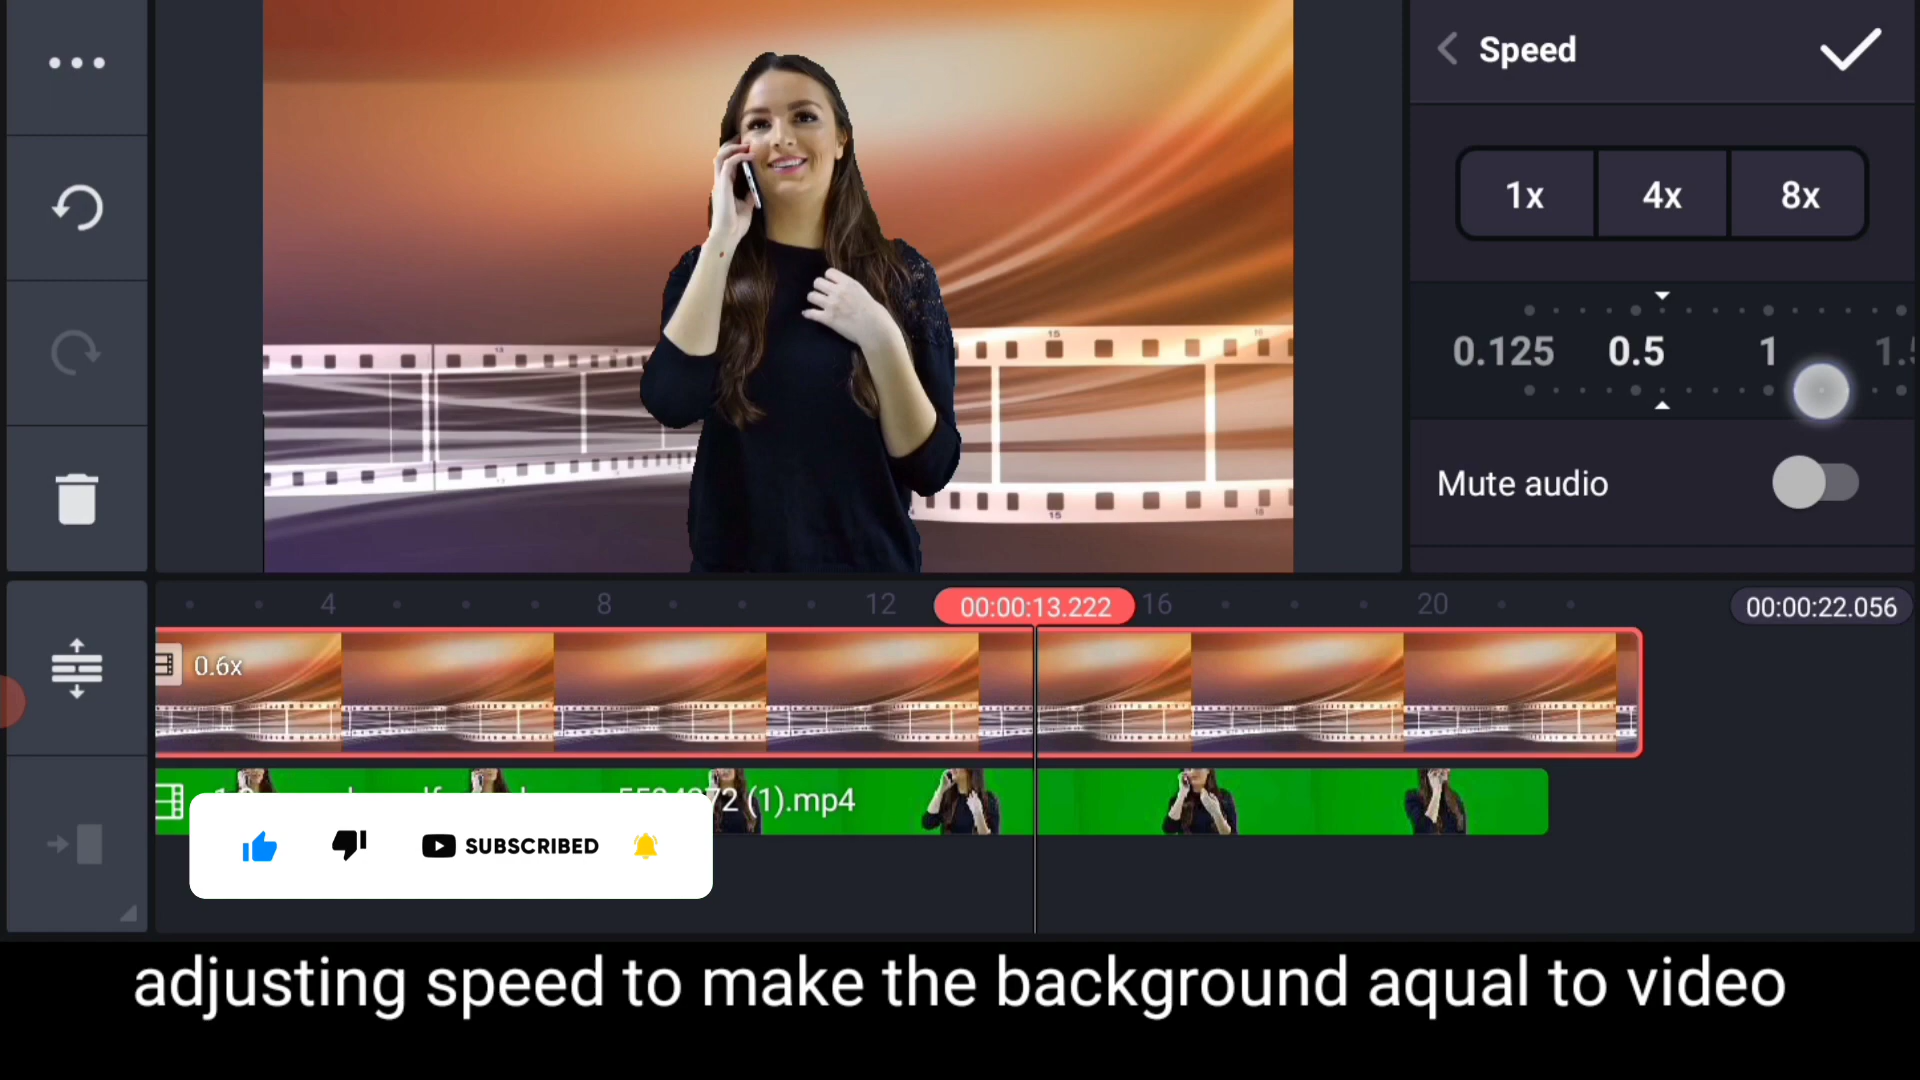 Speed
1x 4x 8x
0.125 0.5 1 1.5
Mute audio
4 8 12 00:00:13.222 16 20 00:00:22.056
0.6x
2 (1).mp4
SUBSCRIBED
adjusting speed to make the background aqual to video